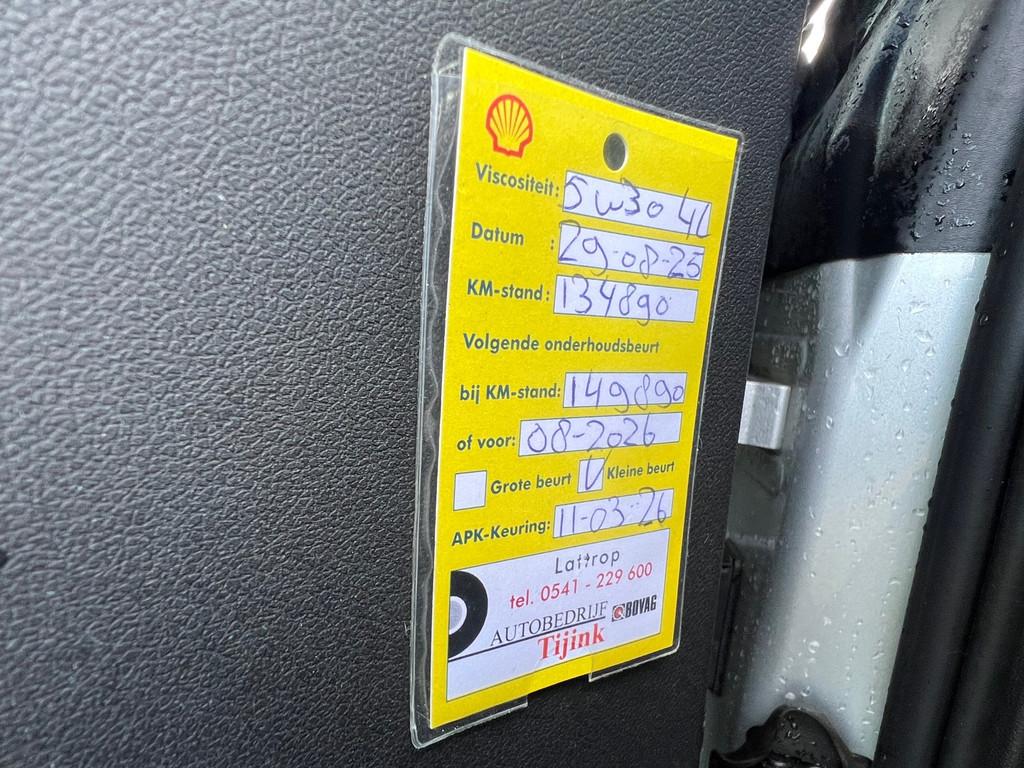 Viscositeit: 5w30 4L
Datum : 29-08-25
KM-stand: 134890
Volgende onderhoudsbeurt
bij KM-stand: 149890
of voor: 08-2026
Grote beurt V Kleine beurt
APK-Keuring: 11-03-26
Lattrop
tel. 0541 - 229 600
AUTOBEDRIJF BOVAG
Tijink